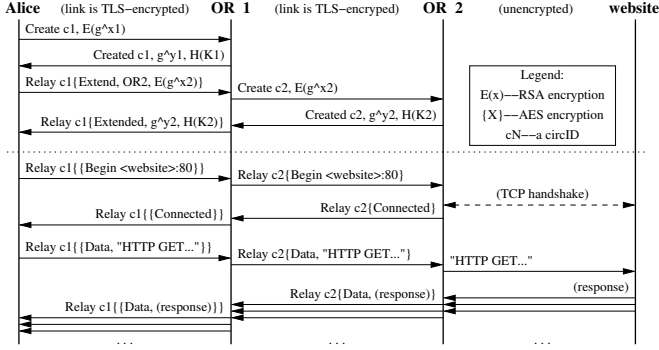 Alice (link is TLS−encrypted) OR 1 (link is TLS−encrypted) OR 2 (unencrypted) website
Create c1, E(g^x1)
Created c1, g^y1, H(K1)
Relay c1{Extend, OR2, E(g^x2)}
Create c2, E(g^x2)
Created c2, g^y2, H(K2)
Relay c1{Extended, g^y2, H(K2)}
Legend:
E(x)−−RSA encryption
{X}−−AES encryption
cN−−a circID
Relay c1{{Begin <website>:80}}
Relay c2{Begin <website>:80}
(TCP handshake)
Relay c2{Connected}
Relay c1{{Connected}}
Relay c1{{Data, "HTTP GET..."}}
Relay c2{Data, "HTTP GET..."}
"HTTP GET..."
(response)
Relay c2{Data, (response)}
Relay c1{{Data, (response)}}
. . . . . . . . .